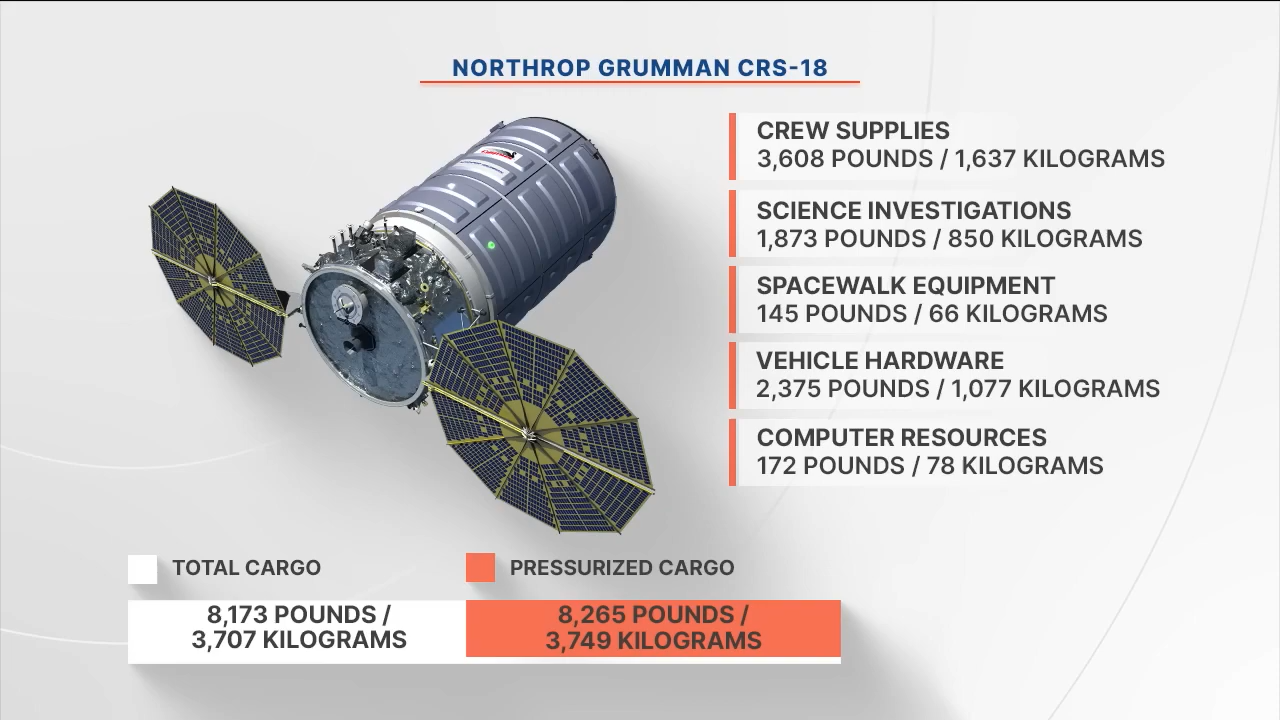 NORTHROP GRUMMAN CRS-18
CREW SUPPLIES
3,608 POUNDS / 1,637 KILOGRAMS
SCIENCE INVESTIGATIONS
1,873 POUNDS / 850 KILOGRAMS
SPACEWALK EQUIPMENT
145 POUNDS / 66 KILOGRAMS
VEHICLE HARDWARE
2,375 POUNDS / 1,077 KILOGRAMS
COMPUTER RESOURCES
172 POUNDS / 78 KILOGRAMS
TOTAL CARGO
8,173 POUNDS /
3,707 KILOGRAMS
PRESSURIZED CARGO
8,265 POUNDS /
3,749 KILOGRAMS